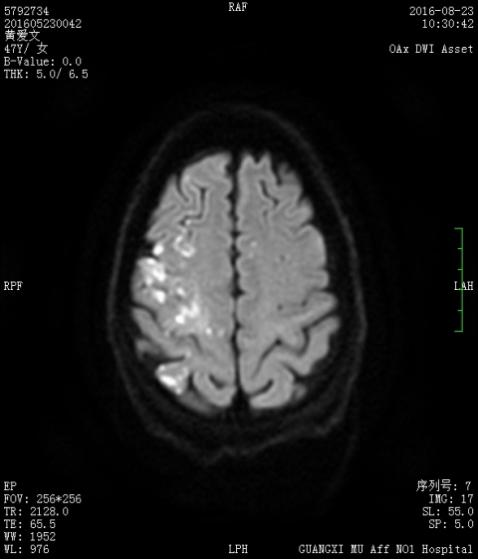 5792734
201605230042
黄爱文
47Y/ 女
B-Value: 0.0
THK: 5.0/ 6.5
RAF
2016-08-23
10:30:42
OAx DWI Asset
RPF
LAH
EP
FOV: 256*256
TR: 2128.0
TE: 65.5
WW: 1952
WL: 976
LPH
序列号: 7
IMG: 17
SL: 55.0
SP: 5.0
GUANGXI MU Aff NO1 Hospital